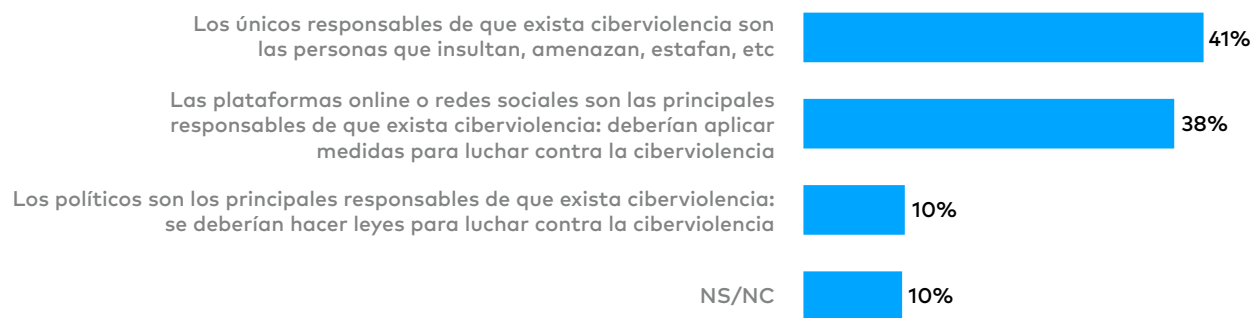 Los únicos responsables de que exista ciberviolencia son
las personas que insultan, amenazan, estafan, etc
41%
Las plataformas online o redes sociales son las principales
responsables de que exista ciberviolencia: deberían aplicar
medidas para luchar contra la ciberviolencia
38%
Los políticos son los principales responsables de que exista ciberviolencia:
se deberían hacer leyes para luchar contra la ciberviolencia
10%
NS/NC
10%